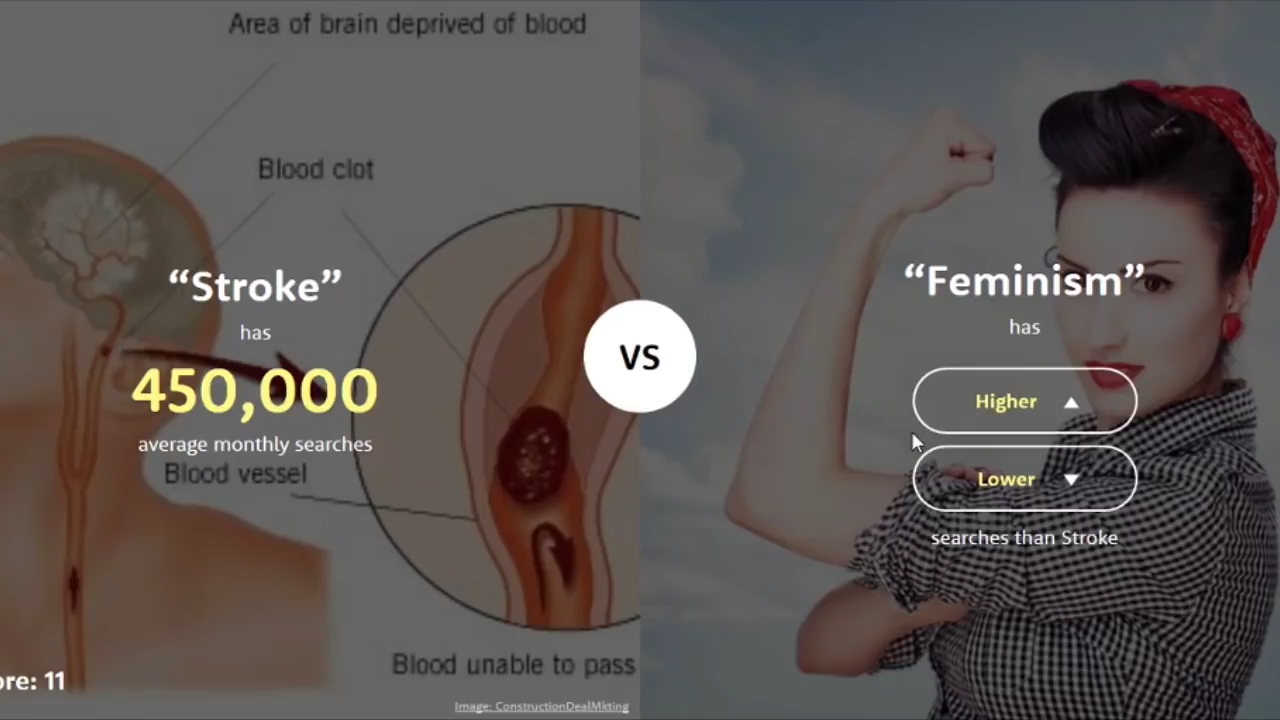 Area of brain deprived of blood
Blood clot
“Stroke”
has
450,000
average monthly searches
Blood vessel
Blood unable to pass
ore: 11
Image: ConstructionDealMkting
VS
“Feminism”
has
Higher
Lower
searches than Stroke